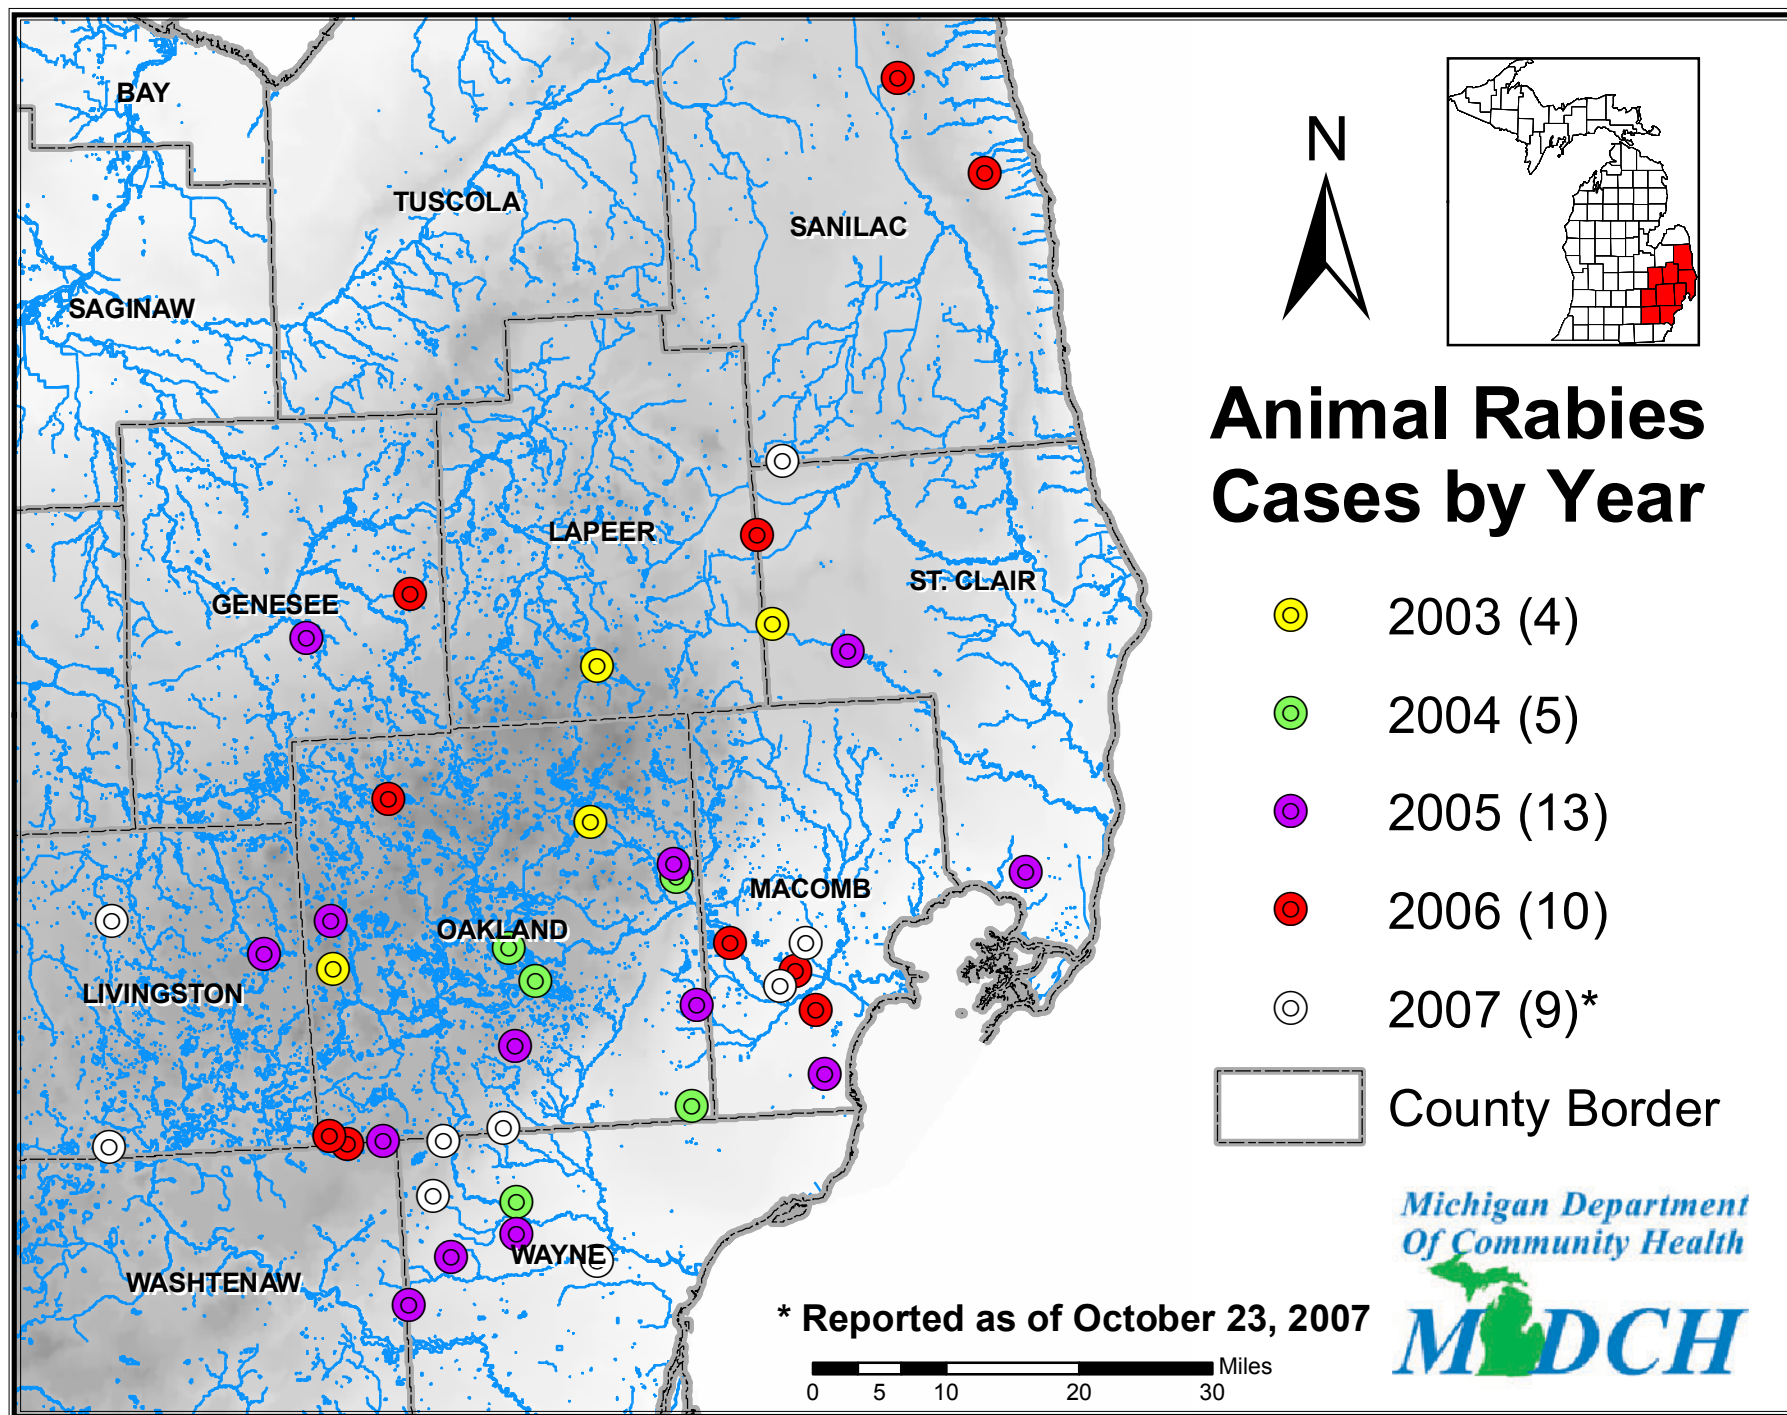 BAY
TUSCOLA
SANILAC
SAGINAW
LAPEER
ST. CLAIR
GENESEE
MACOMB
OAKLAND
LIVINGSTON
WAYNE
WASHTENAW
N
Animal Rabies
Cases by Year
2003 (4)
2004 (5)
2005 (13)
2006 (10)
2007 (9)*
County Border
* Reported as of October 23, 2007
Miles
0 5 10 20 30
Michigan Department
Of Community Health
MDCH